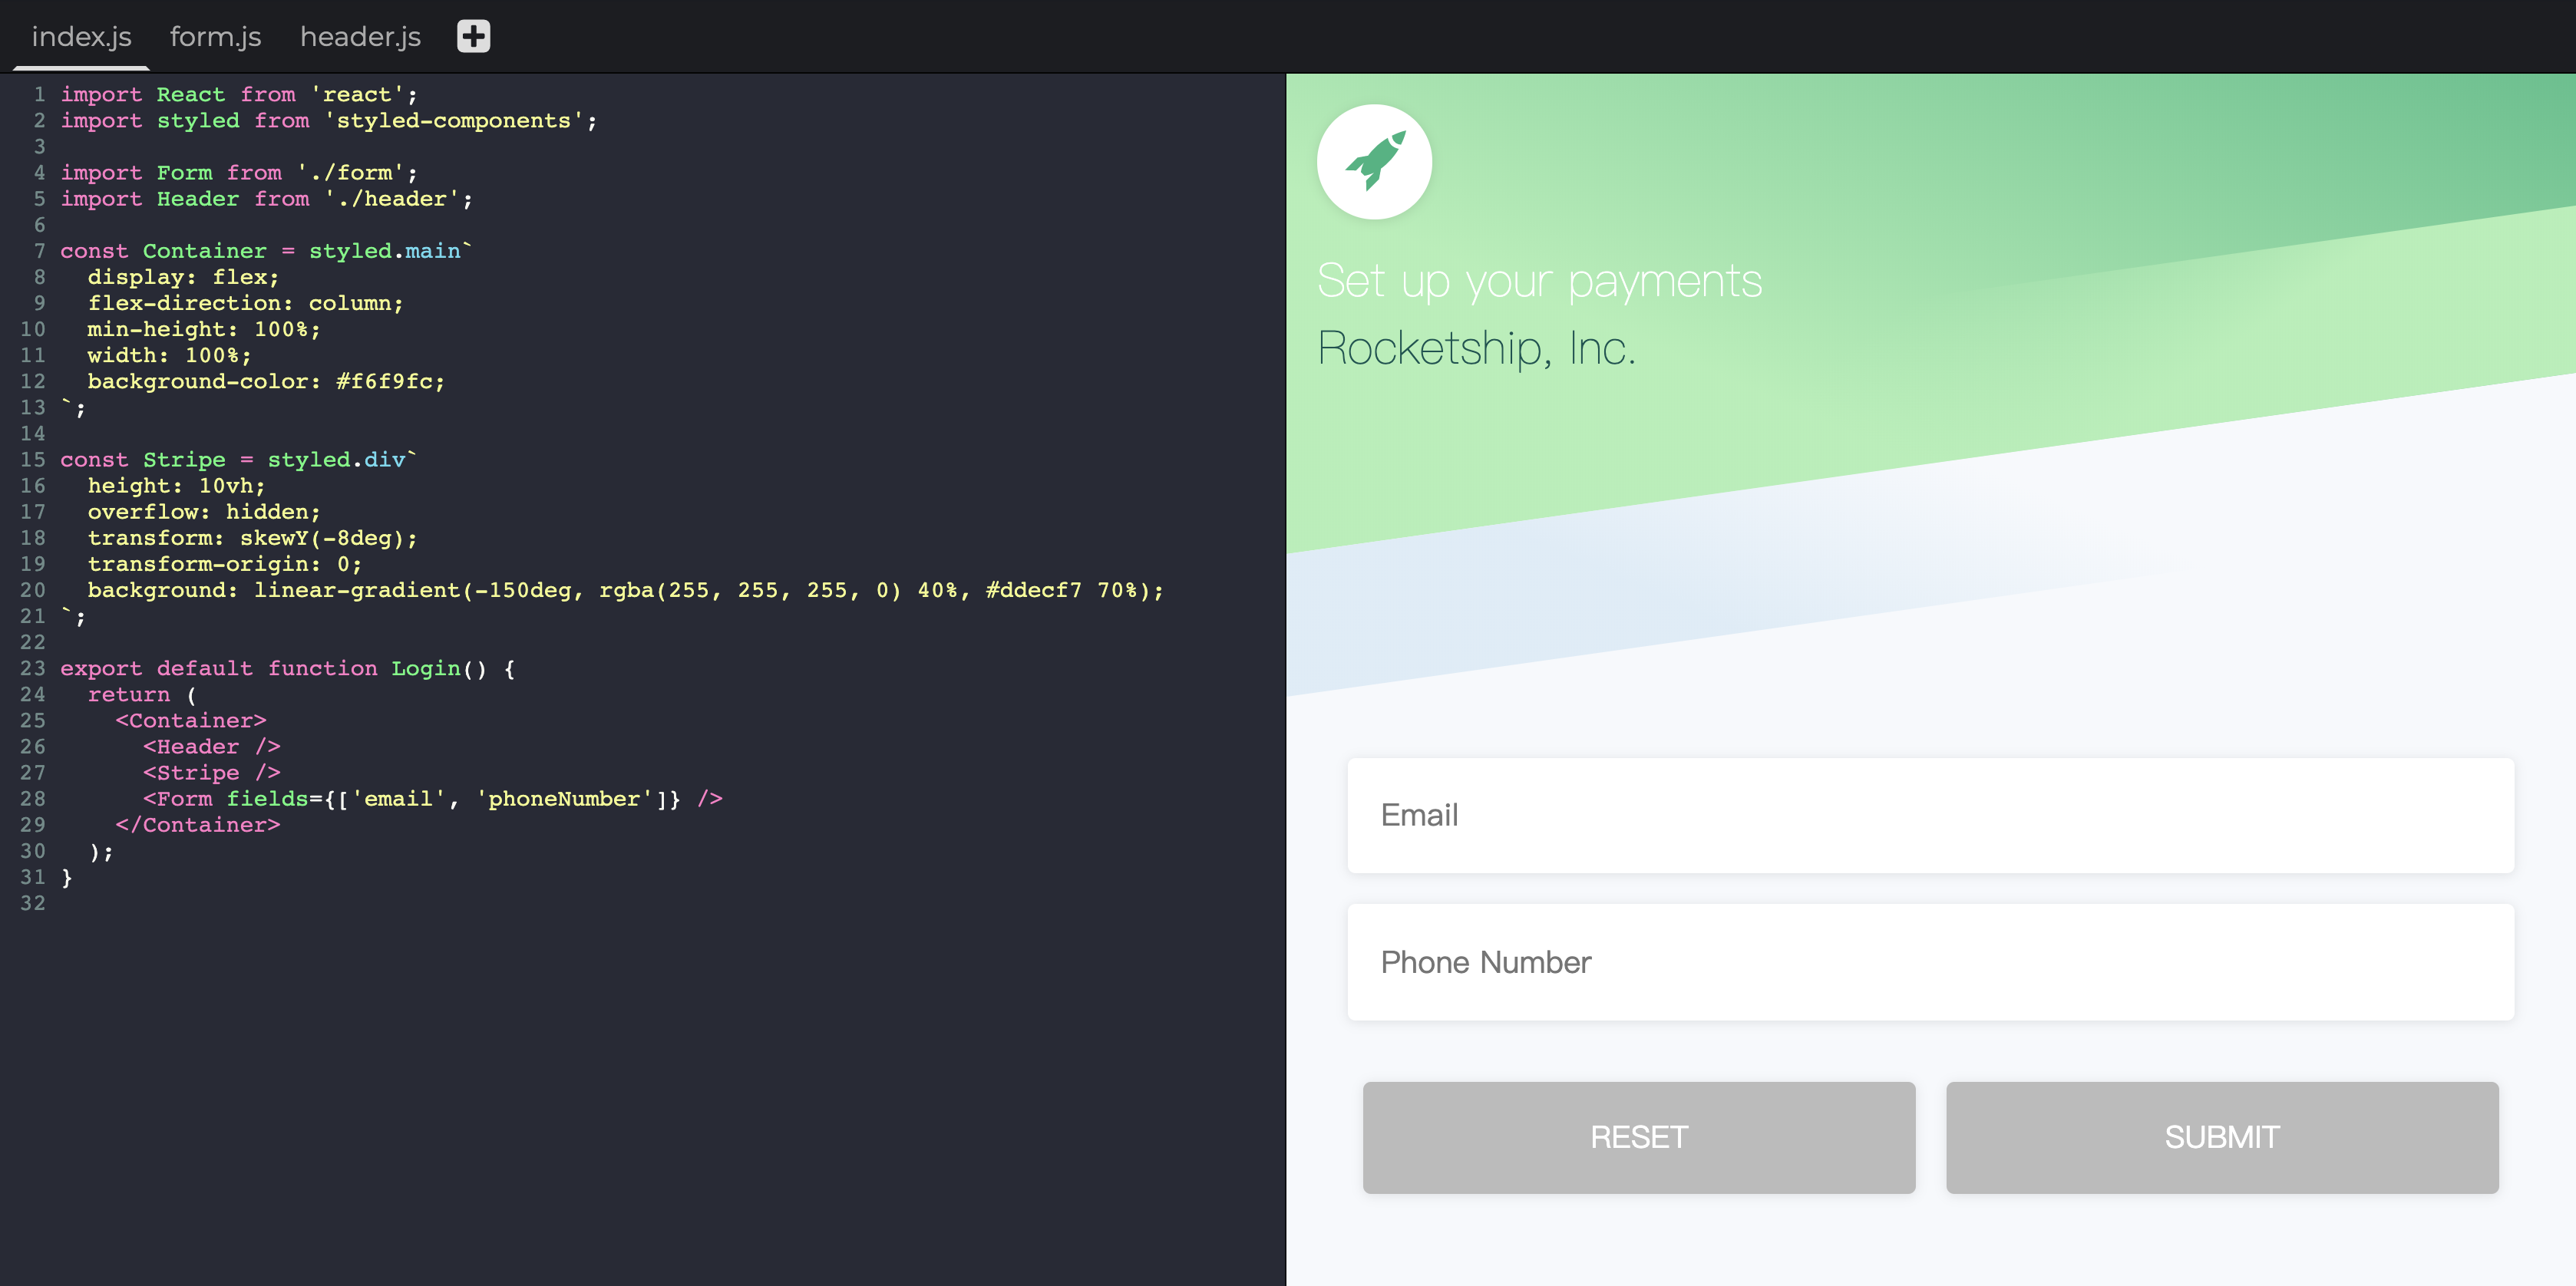 index.js form.js header.js
1 import React from 'react';
2 import styled from 'styled-components';
3
4 import Form from './form';
5 import Header from './header';
6
7 const Container = styled.main`
8   display: flex;
9   flex-direction: column;
10   min-height: 100%;
11   width: 100%;
12   background-color: #f6f9fc;
13 `;
14
15 const Stripe = styled.div`
16   height: 10vh;
17   overflow: hidden;
18   transform: skewY(-8deg);
19   transform-origin: 0;
20   background: linear-gradient(-150deg, rgba(255, 255, 255, 0) 40%, #ddecf7 70%);
21 `;
22
23 export default function Login() {
24   return (
25     <Container>
26       <Header />
27       <Stripe />
28       <Form fields={['email', 'phoneNumber']} />
29     </Container>
30   );
31 }
32
Set up your payments
Rocketship, Inc.
Email
Phone Number
RESET
SUBMIT